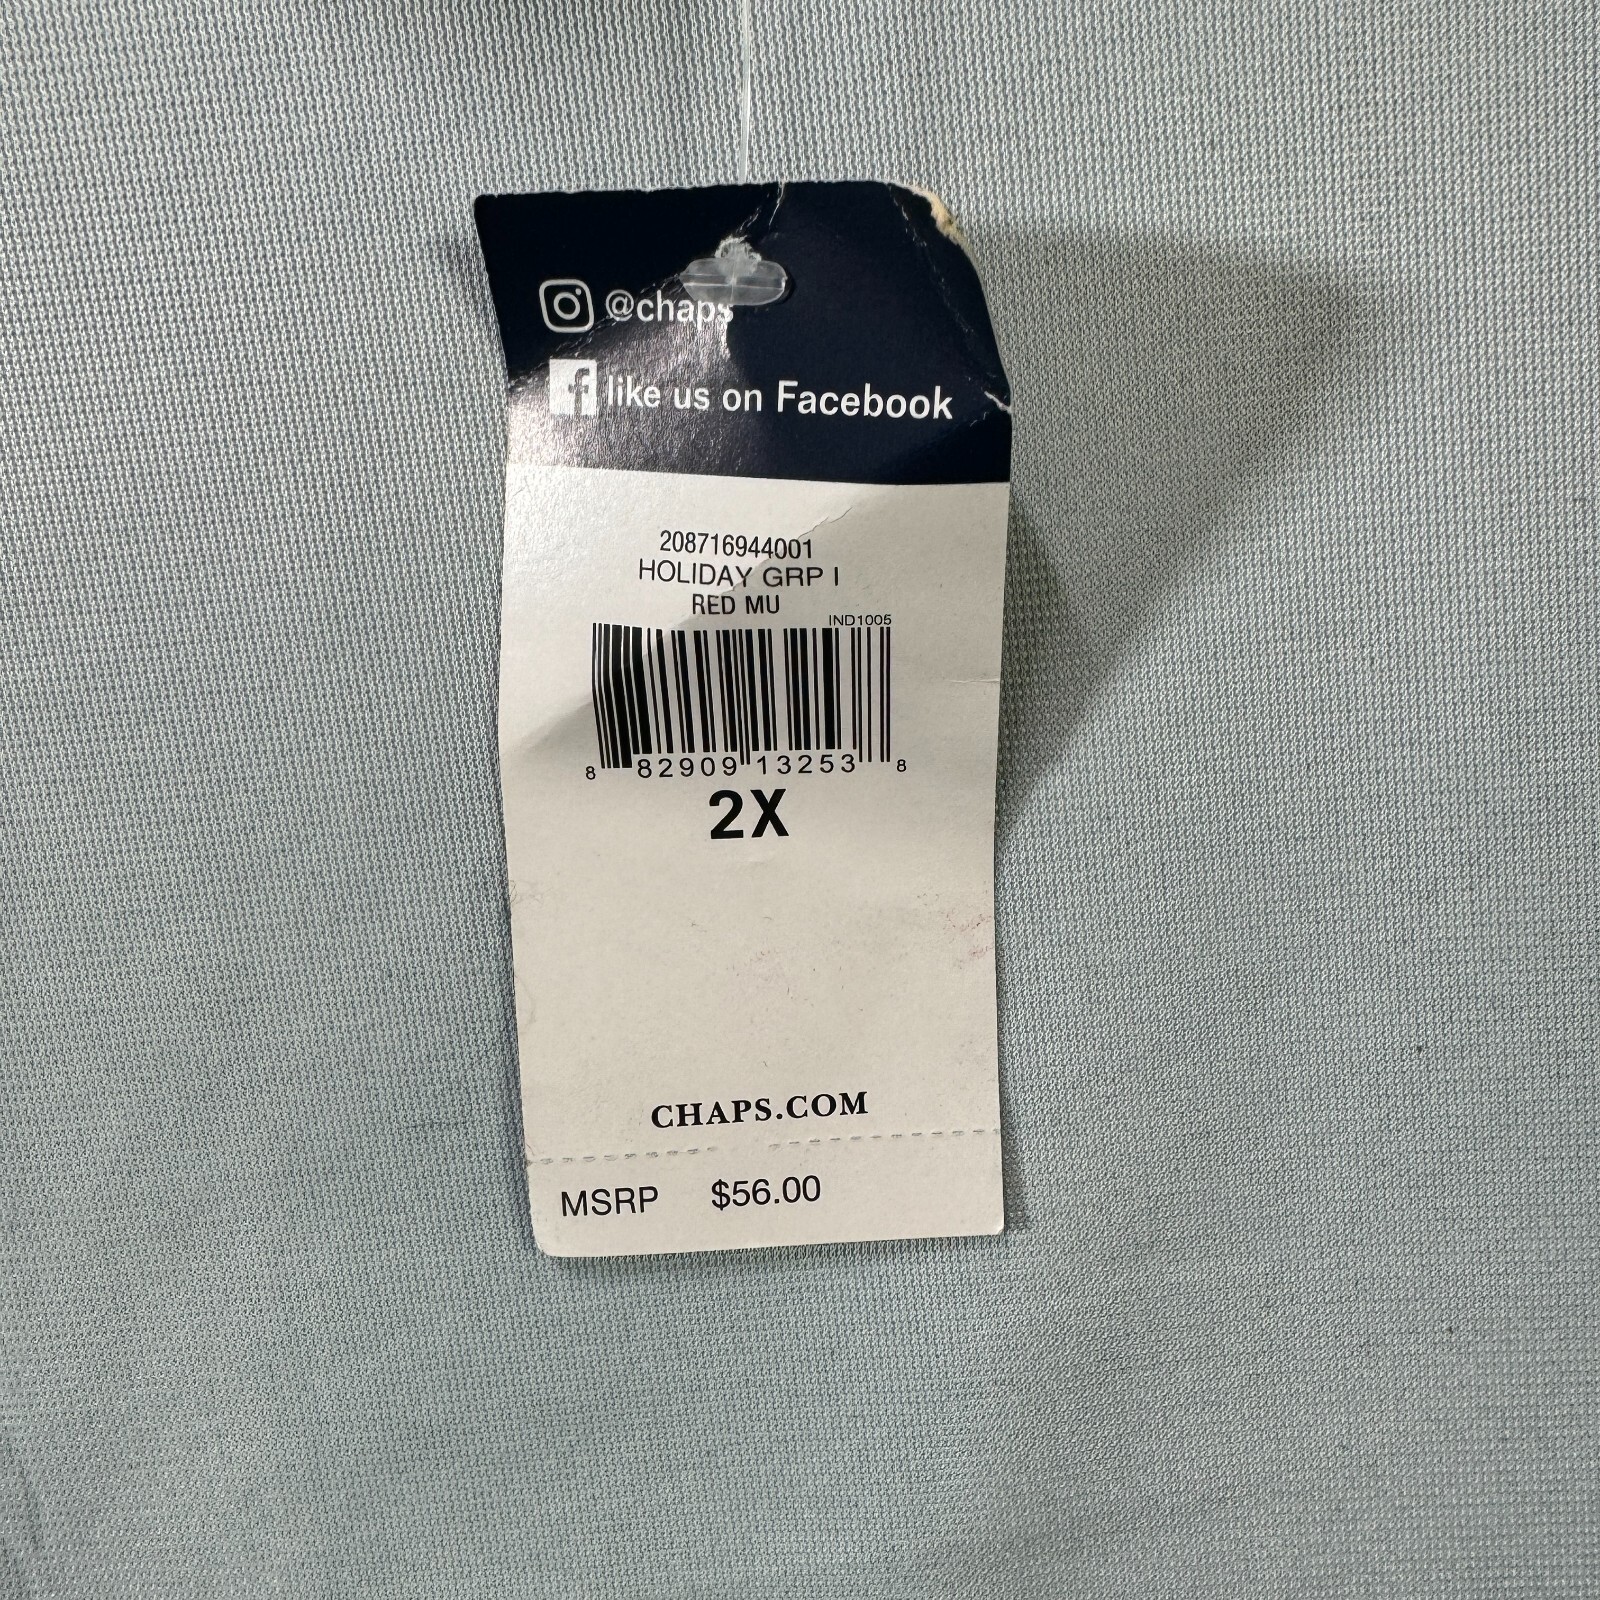 @chaps
f like us on Facebook
208716944001
HOLIDAY GRP I
RED MU
IND1005
8 82909 13253 8
2X
CHAPS.COM
MSRP $56.00